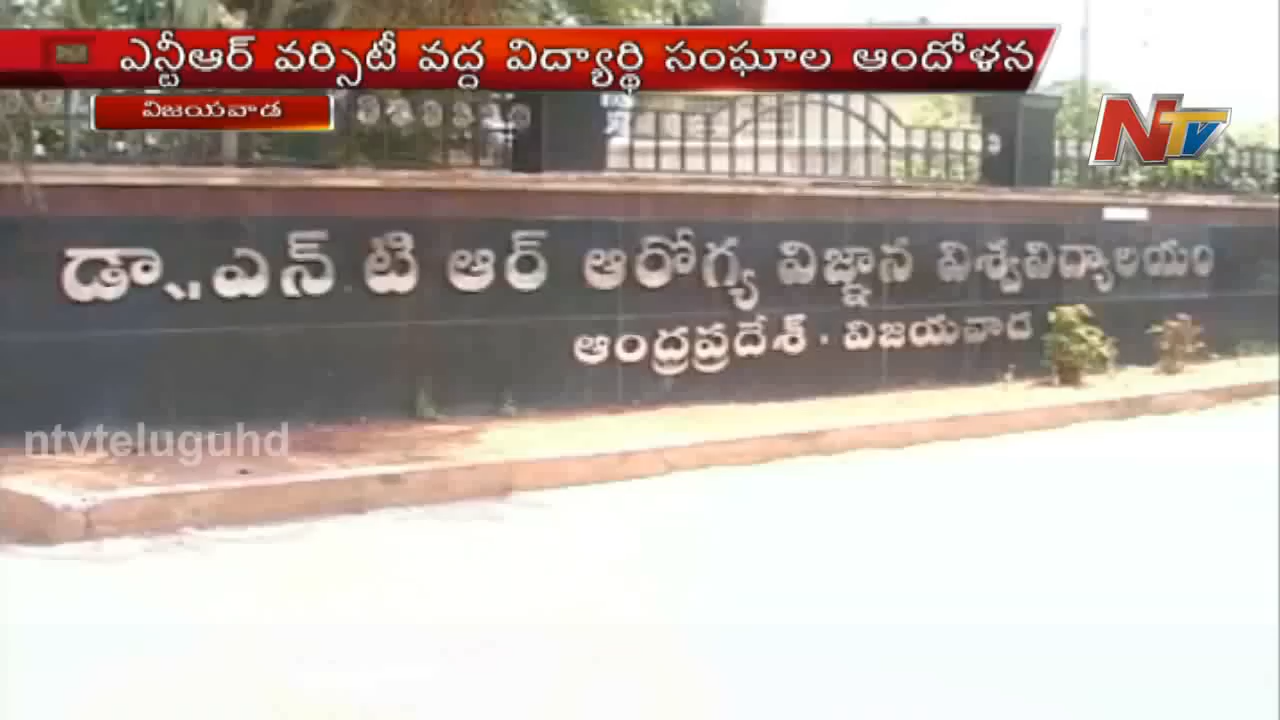 ఎన్టీఆర్ వర్సిటీ వద్ద విద్యార్థి సంఘాల ఆందోళన
విజయవాడ
NTV
డా..ఎన్.టి ఆర్ ఆరోగ్య విజ్ఞాన విశ్వవిద్యాలయం
ఆంధ్రప్రదేశ్ · విజయవాడ
ntvteluguhd